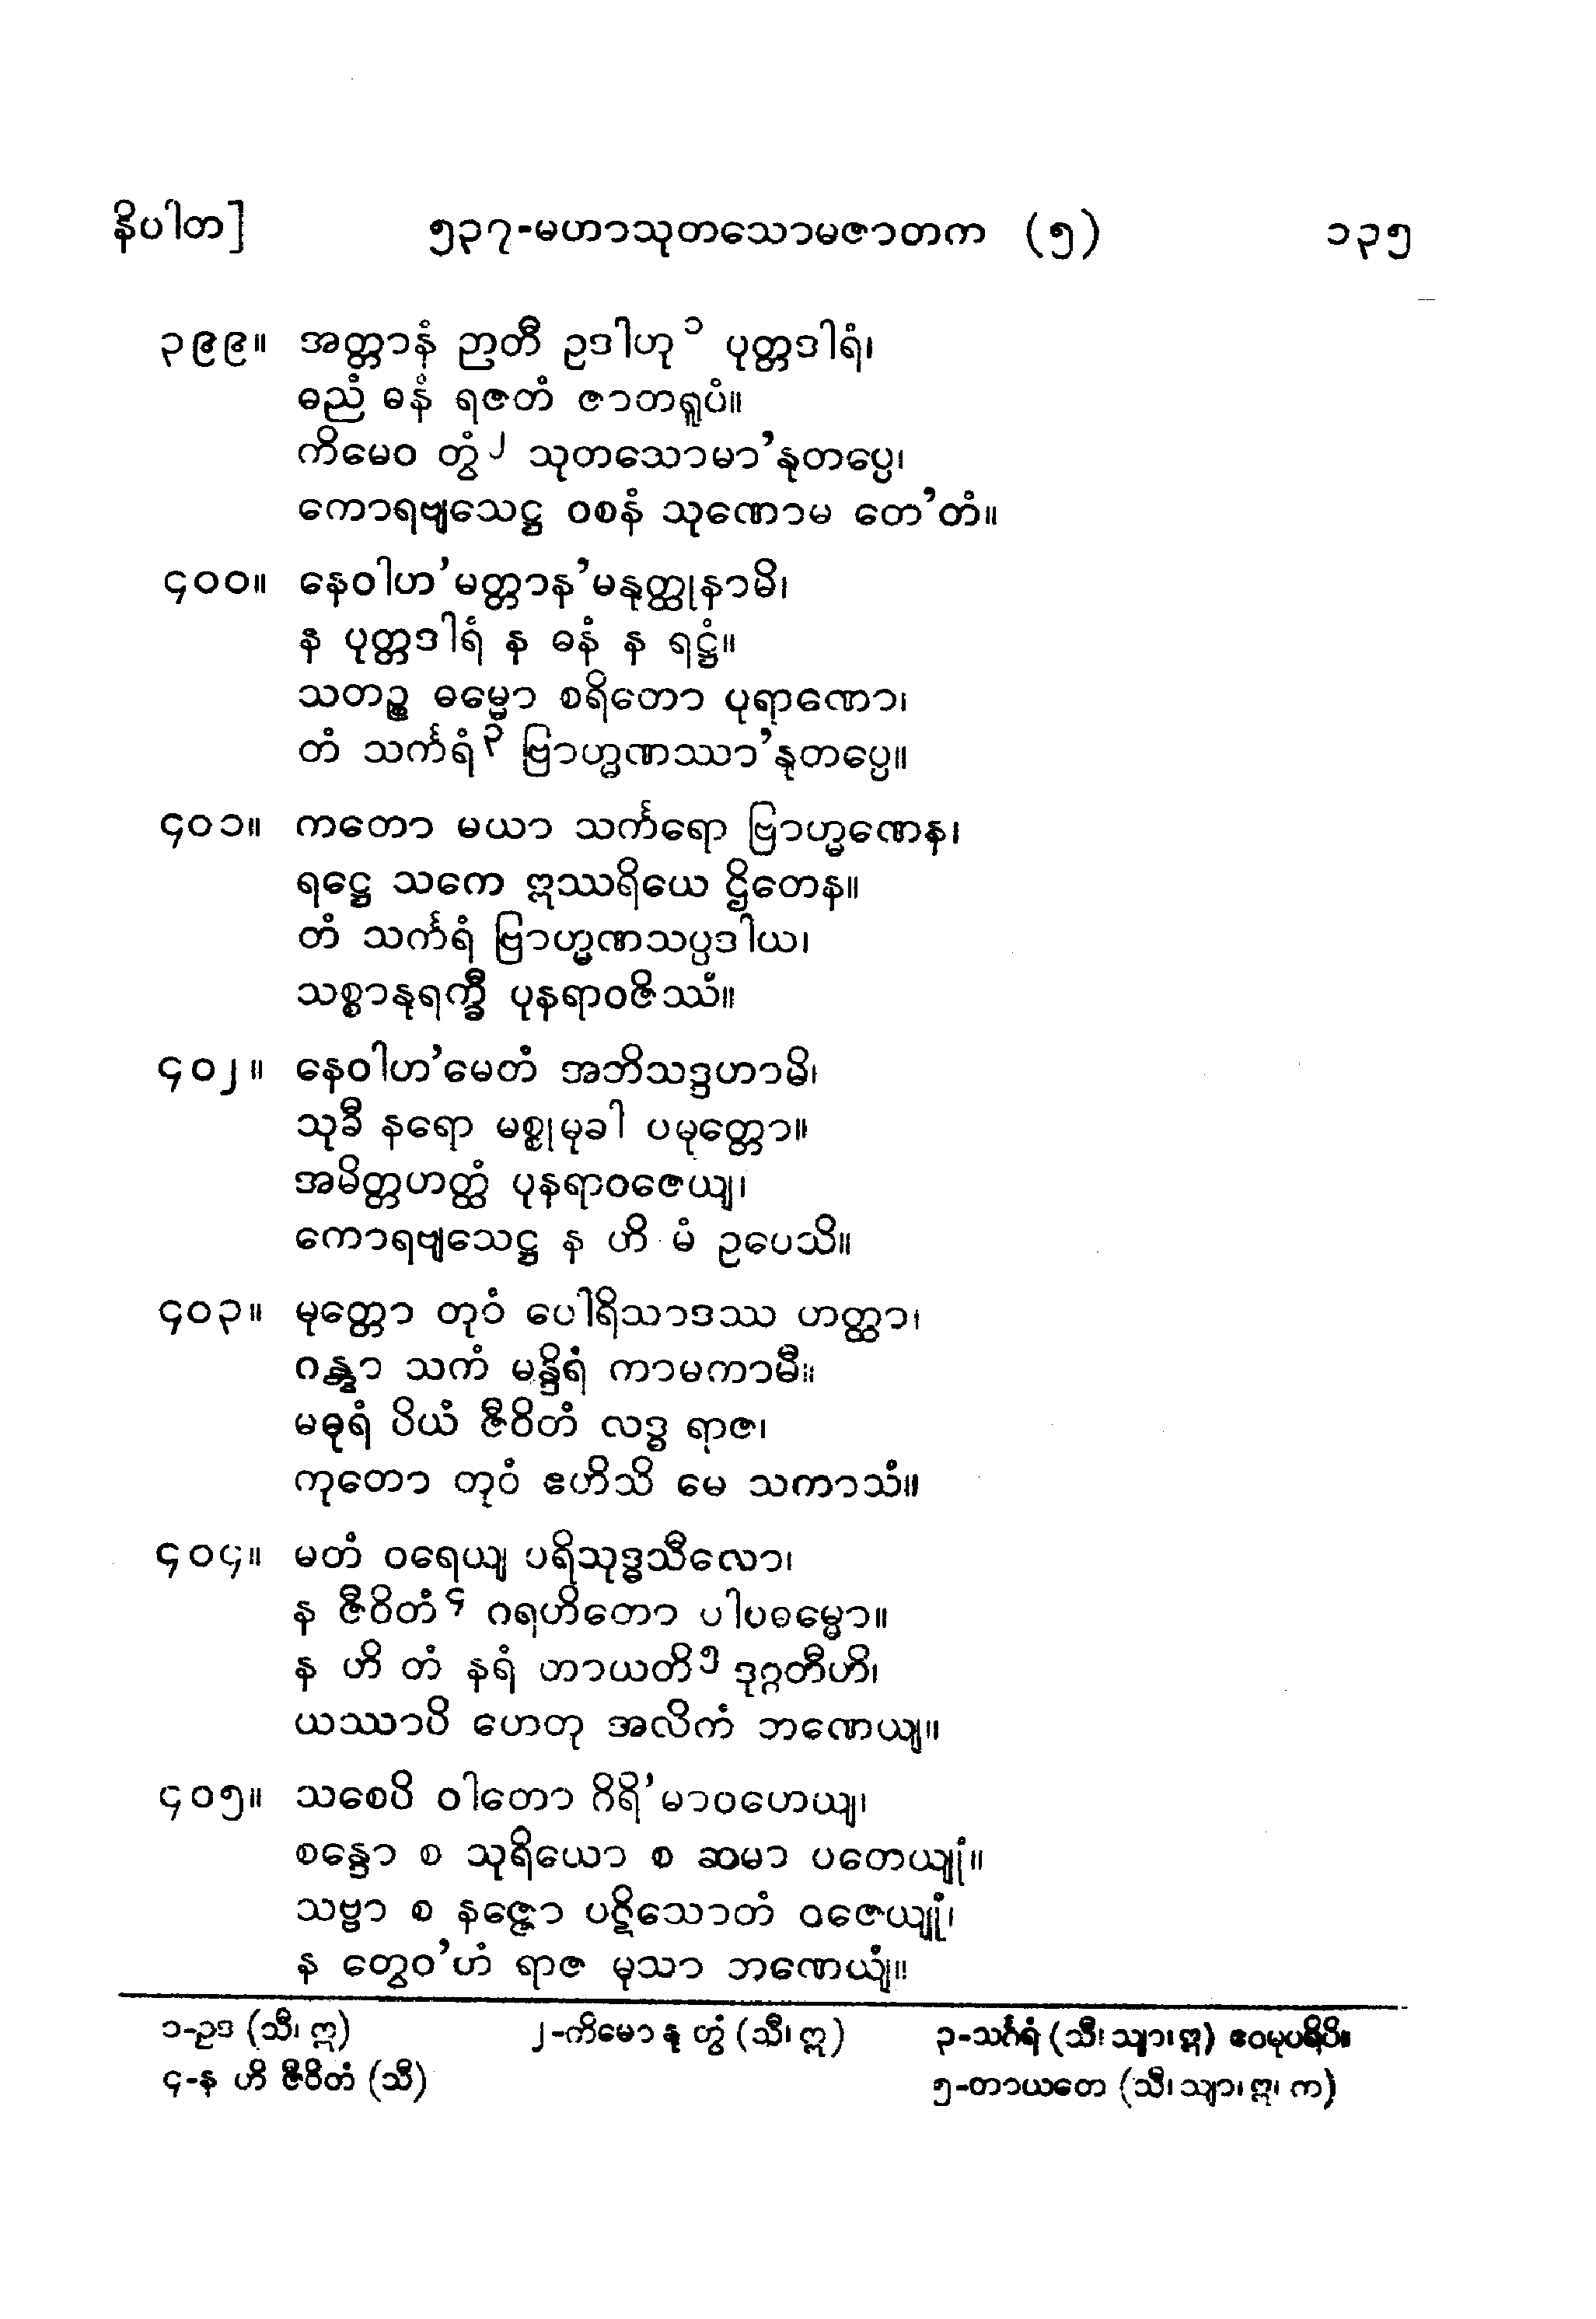 နိပါတ] ၅၃၇-မဟာသုတသောမဇာတက (၅) ၁၃၅
၃၉၉။ အတ္တာနံ ဉာတီ ဥဒါဟု ၁ ပုတ္တဒါရံ၊
ဓညံ ဓနံ ရဇတံ ဇာတရူပံ။
ကိမေဝ တွံ ၂ သုတသောမာ’နုတပ္ပေ၊
ကောရဗျသေဋ္ဌ ဝစနံ သုဏောမ တေ’တံ။
၄၀၀။ နေဝါဟ’မတ္တာန’မနုတ္ထုနာမိ၊
န ပုတ္တဒါရံ န ဓနံ န ရဋ္ဌံ။
သတဉ္စ ဓမ္မော စရိတော ပုရာဏော၊
တံ သင်္ကရံ ၃ ဗြာဟ္မဏဿာ’နုတပ္ပေ။
၄၀၁။ ကတော မယာ သင်္ကရော ဗြာဟ္မဏေန၊
ရဋ္ဌေ သကေ ဣဿရိယေ ဌိတေန။
တံ သင်္ကရံ ဗြာဟ္မဏသပ္ပဒါယ၊
သစ္စာနုရက္ခီ ပုနရာဝဇိဿံ။
၄၀၂။ နေဝါဟ’မေတံ အဘိသဒ္ဒဟာမိ၊
သုခီ နရော မစ္စုမုခါ ပမုတ္တော။
အမိတ္တဟတ္ထံ ပုနရာဝဇေယျ၊
ကောရဗျသေဋ္ဌ န ဟိ မံ ဥပေသိ။
၄၀၃။ မုတ္တော တုဝံ ပေါရိသာဒဿ ဟတ္ထာ၊
ဂန္တွာ သကံ မန္ဒိရံ ကာမကာမီ။
မဓုရံ ပိယံ ဇီဝိတံ လဒ္ဓ ရာဇ၊
ကုတော တုဝံ ဧဟိသိ မေ သကာသံ။
၄၀၄။ မတံ ဝရေယျ ပရိသုဒ္ဓသီလော၊
န ဇီဝိတံ ၄ ဂရဟိတော ပါပဓမ္မော။
န ဟိ တံ နရံ တာယတိ ၅ ဒုဂ္ဂတီဟိ၊
ယဿာပိ ဟေတု အလိကံ ဘဏေယျ။
၄၀၅။ သစေပိ ဝါတော ဂိရိ’မာဝဟေယျ၊
စန္ဒော စ သုရိယော စ ဆမာ ပတေယျုံ။
သဗ္ဗာ စ နဇ္ဇော ပဋိသောတံ ဝဇေယျုံ၊
န တွေဝ’ဟံ ရာဇ မုသာ ဘဏေယျံ။
၁-ဥဒ (သီ၊ ဣ) ၂-ကိမော နု တွံ (သီ၊ ဣ) ၃-သင်္ဂရံ (သီ၊ သျာ၊ ဣ) ဧဝမုပရိပိ။
၄-န ဟိ ဇီဝိတံ (သီ) ၅-တာယတေ (သီ၊ သျာ၊ ဣ၊ က)